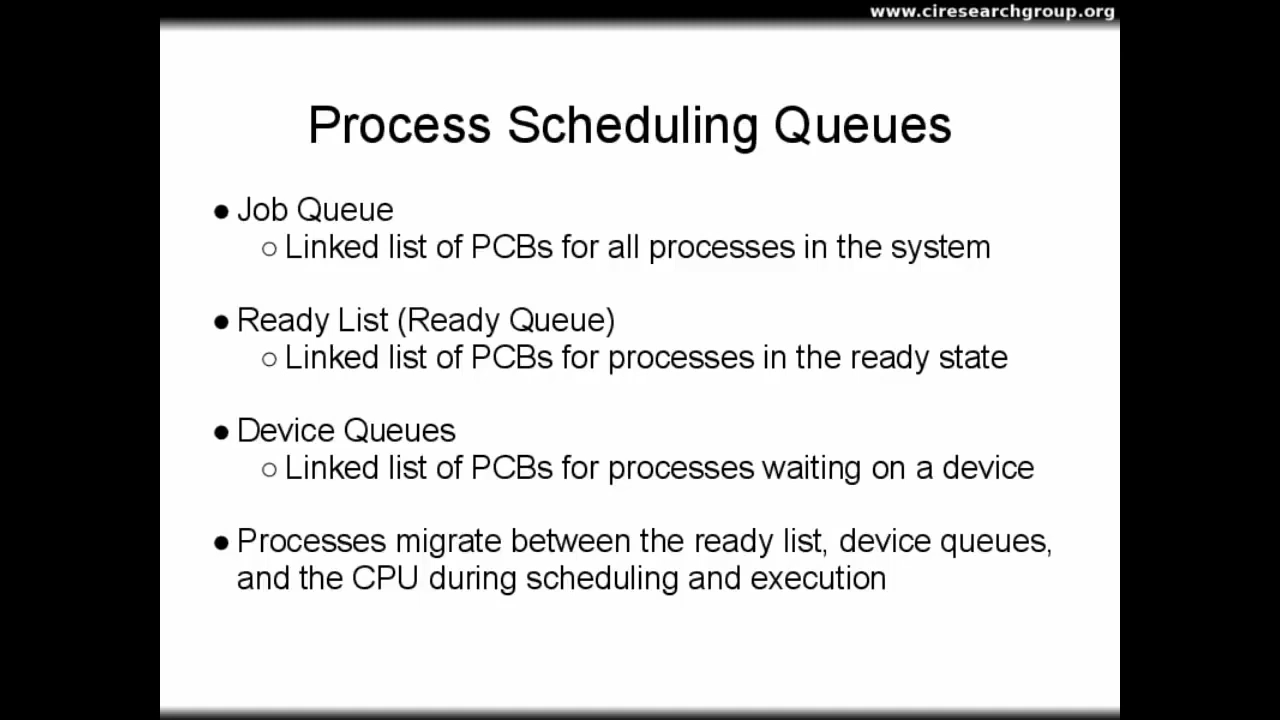 www.ciresearchgroup.org
Process Scheduling Queues
● Job Queue
○ Linked list of PCBs for all processes in the system
● Ready List (Ready Queue)
○ Linked list of PCBs for processes in the ready state
● Device Queues
○ Linked list of PCBs for processes waiting on a device
● Processes migrate between the ready list, device queues,
and the CPU during scheduling and execution